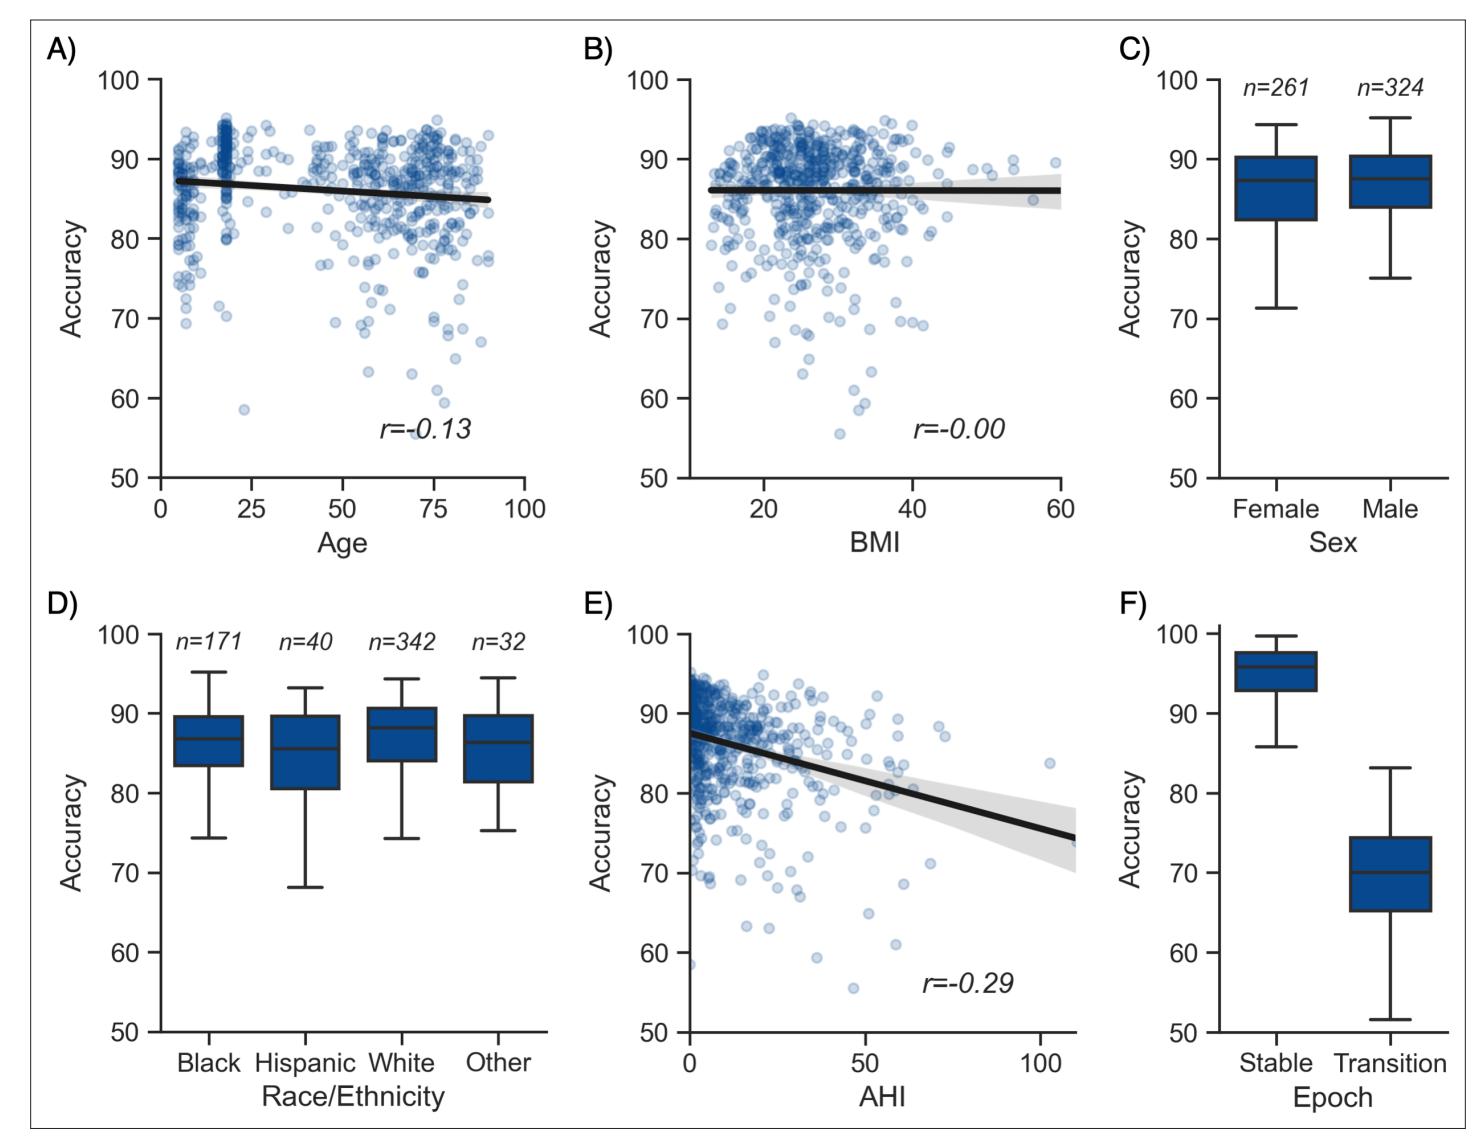 A)
100
90
80
70
60
50
Accuracy
r=-0.13
0 25 50 75 100
Age
B)
100
90
80
70
60
50
Accuracy
r=-0.00
20 40 60
BMI
C)
100
90
80
70
60
50
Accuracy
n=261 n=324
Female Male
Sex
D)
100
90
80
70
60
50
Accuracy
n=171 n=40 n=342 n=32
Black Hispanic White Other
Race/Ethnicity
E)
100
90
80
70
60
50
Accuracy
r=-0.29
0 50 100
AHI
F)
100
90
80
70
60
50
Accuracy
Stable Transition
Epoch